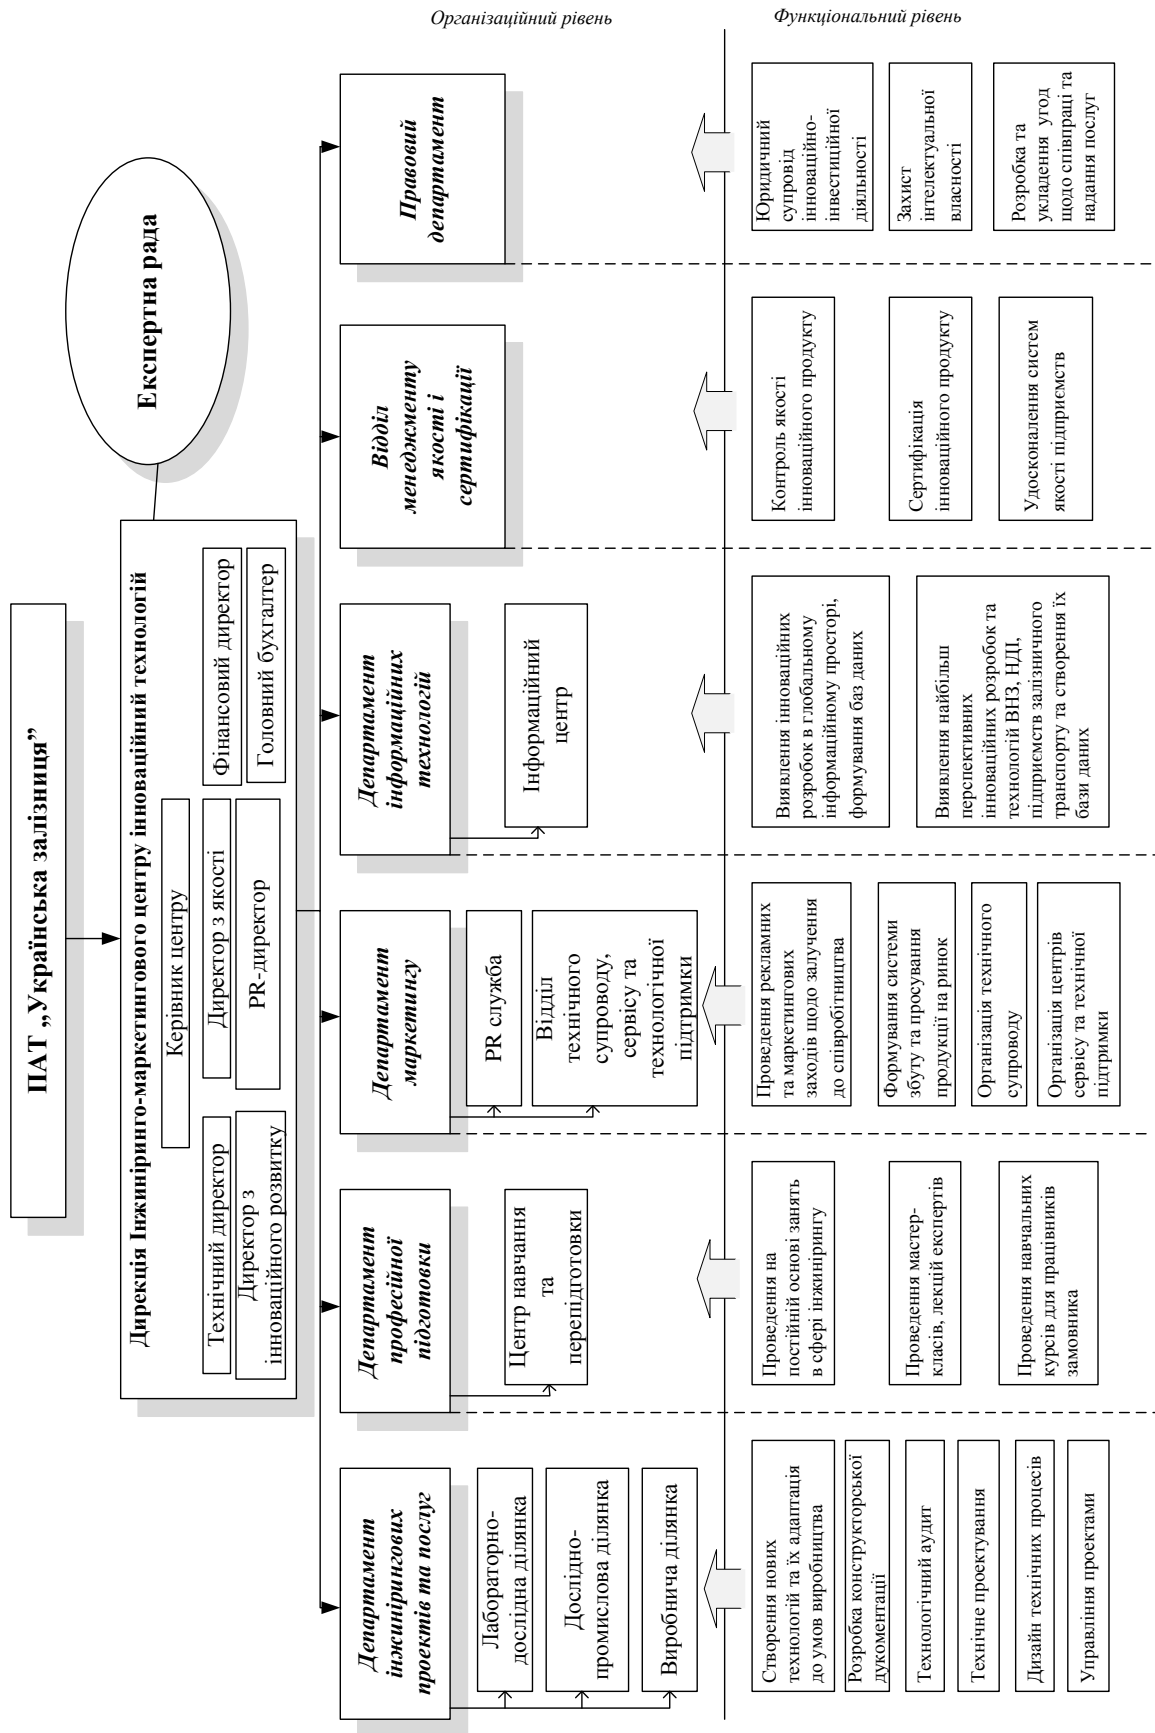 ПАТ „Українська залізниця”
Експертна рада
Дирекція Інжинірингo-маркетингового центру інноваційний технологій
Керівник центру
Технічний директор
Директор з якості
Фінансовий директор
Директор з
інноваційного розвитку
PR-директор
Головний бухгалтер
Організаційний рівень
Департамент
інжинірингових
проектів та послуг
Лабораторно-
дослідна ділянка
Дослідно-
промислова ділянка
Виробнича ділянка
Департамент
професійної
підготовки
Центр навчання
та
перепідготовки
Департамент
маркетингу
PR служба
Відділ
технічного
супроводу,
сервісу та
технологічної
підтримки
Департамент
інформаційних
технологій
Інформаційний
центр
Відділ
менеджменту
якості і
сертифікації
Правовий
департамент
Функціональний рівень
Створення нових
технологій та їх адаптація
до умов виробництва
Розробка конструкторської
дукоментації
Технологічний аудит
Технічне проектування
Дизайн технічних процесів
Управління проектами
Проведення на
постійній основі занять
в сфері інжинірингу
Проведення мастер-
класів, лекцій експертів
Проведення навчальних
курсів для працівників
замовника
Проведення рекламних
та маркетингових
заходів щодо залучення
до співробітництва
Формування системи
збуту та просування
продукції на ринок
Організація технічного
супроводу
Організація центрів
сервісу та технічної
підтримки
Виявлення інноваційних
розробок в глобальному
інформаційному просторі,
формування баз даних
Виявлення найбільш
перспективних
інноваційних розробок та
технологій ВНЗ, НДІ,
підприємств залізничного
транспорту та створення їх
бази даних
Контроль якості
інноваційного продукту
Сертифікація
інноваційного продукту
Удосконалення систем
якості підприємств
Юридичний
супровід
інноваційно-
інвестиційної
діяльності
Захист
інтелектуальної
власності
Розробка та
укладення угод
щодо співпраці та
надання послуг